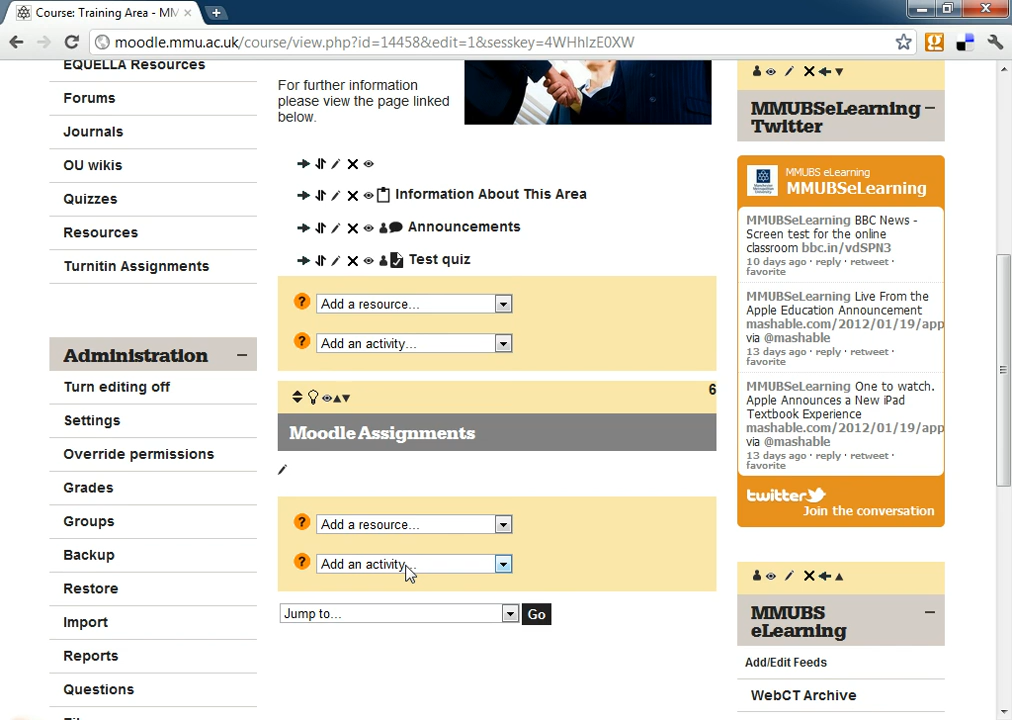 Course: Training Area - MM
moodle.mmu.ac.uk/course/view.php?id=14458&edit=1&sesskey=4WHhlzE0XW
EQUELLA Resources
Forums
Journals
OU wikis
Quizzes
Resources
Turnitin Assignments
Administration
Turn editing off
Settings
Override permissions
Grades
Groups
Backup
Restore
Import
Reports
Questions
For further information
please view the page linked
below.
Information About This Area
Announcements
Test quiz
? Add a resource...
? Add an activity...
6
Moodle Assignments
? Add a resource...
? Add an activity...
Jump to... Go
MMUBSeLearning
Twitter
MMUBS eLearning
MMUBSeLearning
MMUBSeLearning BBC News -
Screen test for the online
classroom bbc.in/vdSPN3
10 days ago · reply · retweet ·
favorite
MMUBSeLearning Live From the
Apple Education Announcement
mashable.com/2012/01/19/app
via @mashable
13 days ago · reply · retweet ·
favorite
MMUBSeLearning One to watch.
Apple Announces a New iPad
Textbook Experience
mashable.com/2012/01/19/app
via @mashable
13 days ago · reply · retweet ·
favorite
twitter
Join the conversation
MMUBS
eLearning
Add/Edit Feeds
WebCT Archive